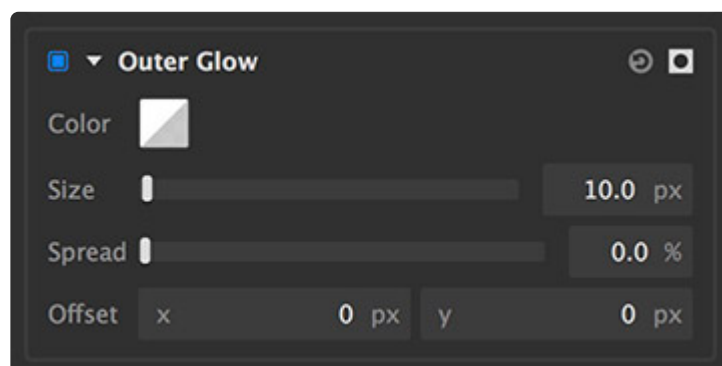 Outer Glow
Color
Size 10.0 px
Spread 0.0 %
Offset x 0 px y 0 px